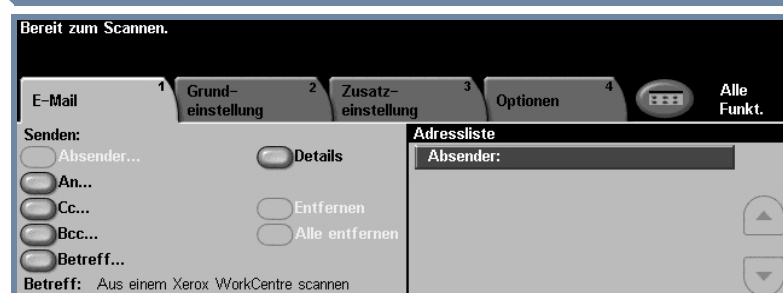 Bereit zum Scannen.
E-Mail
1
Grund-
einstellung
2
Zusatz-
einstellung
3
Optionen
4
Alle
Funkt.
Senden:
Absender...
Details
An...
Cc...
Entfernen
Bcc...
Alle entfernen
Betreff...
Betreff: Aus einem Xerox WorkCentre scannen
Adressliste
Absender: